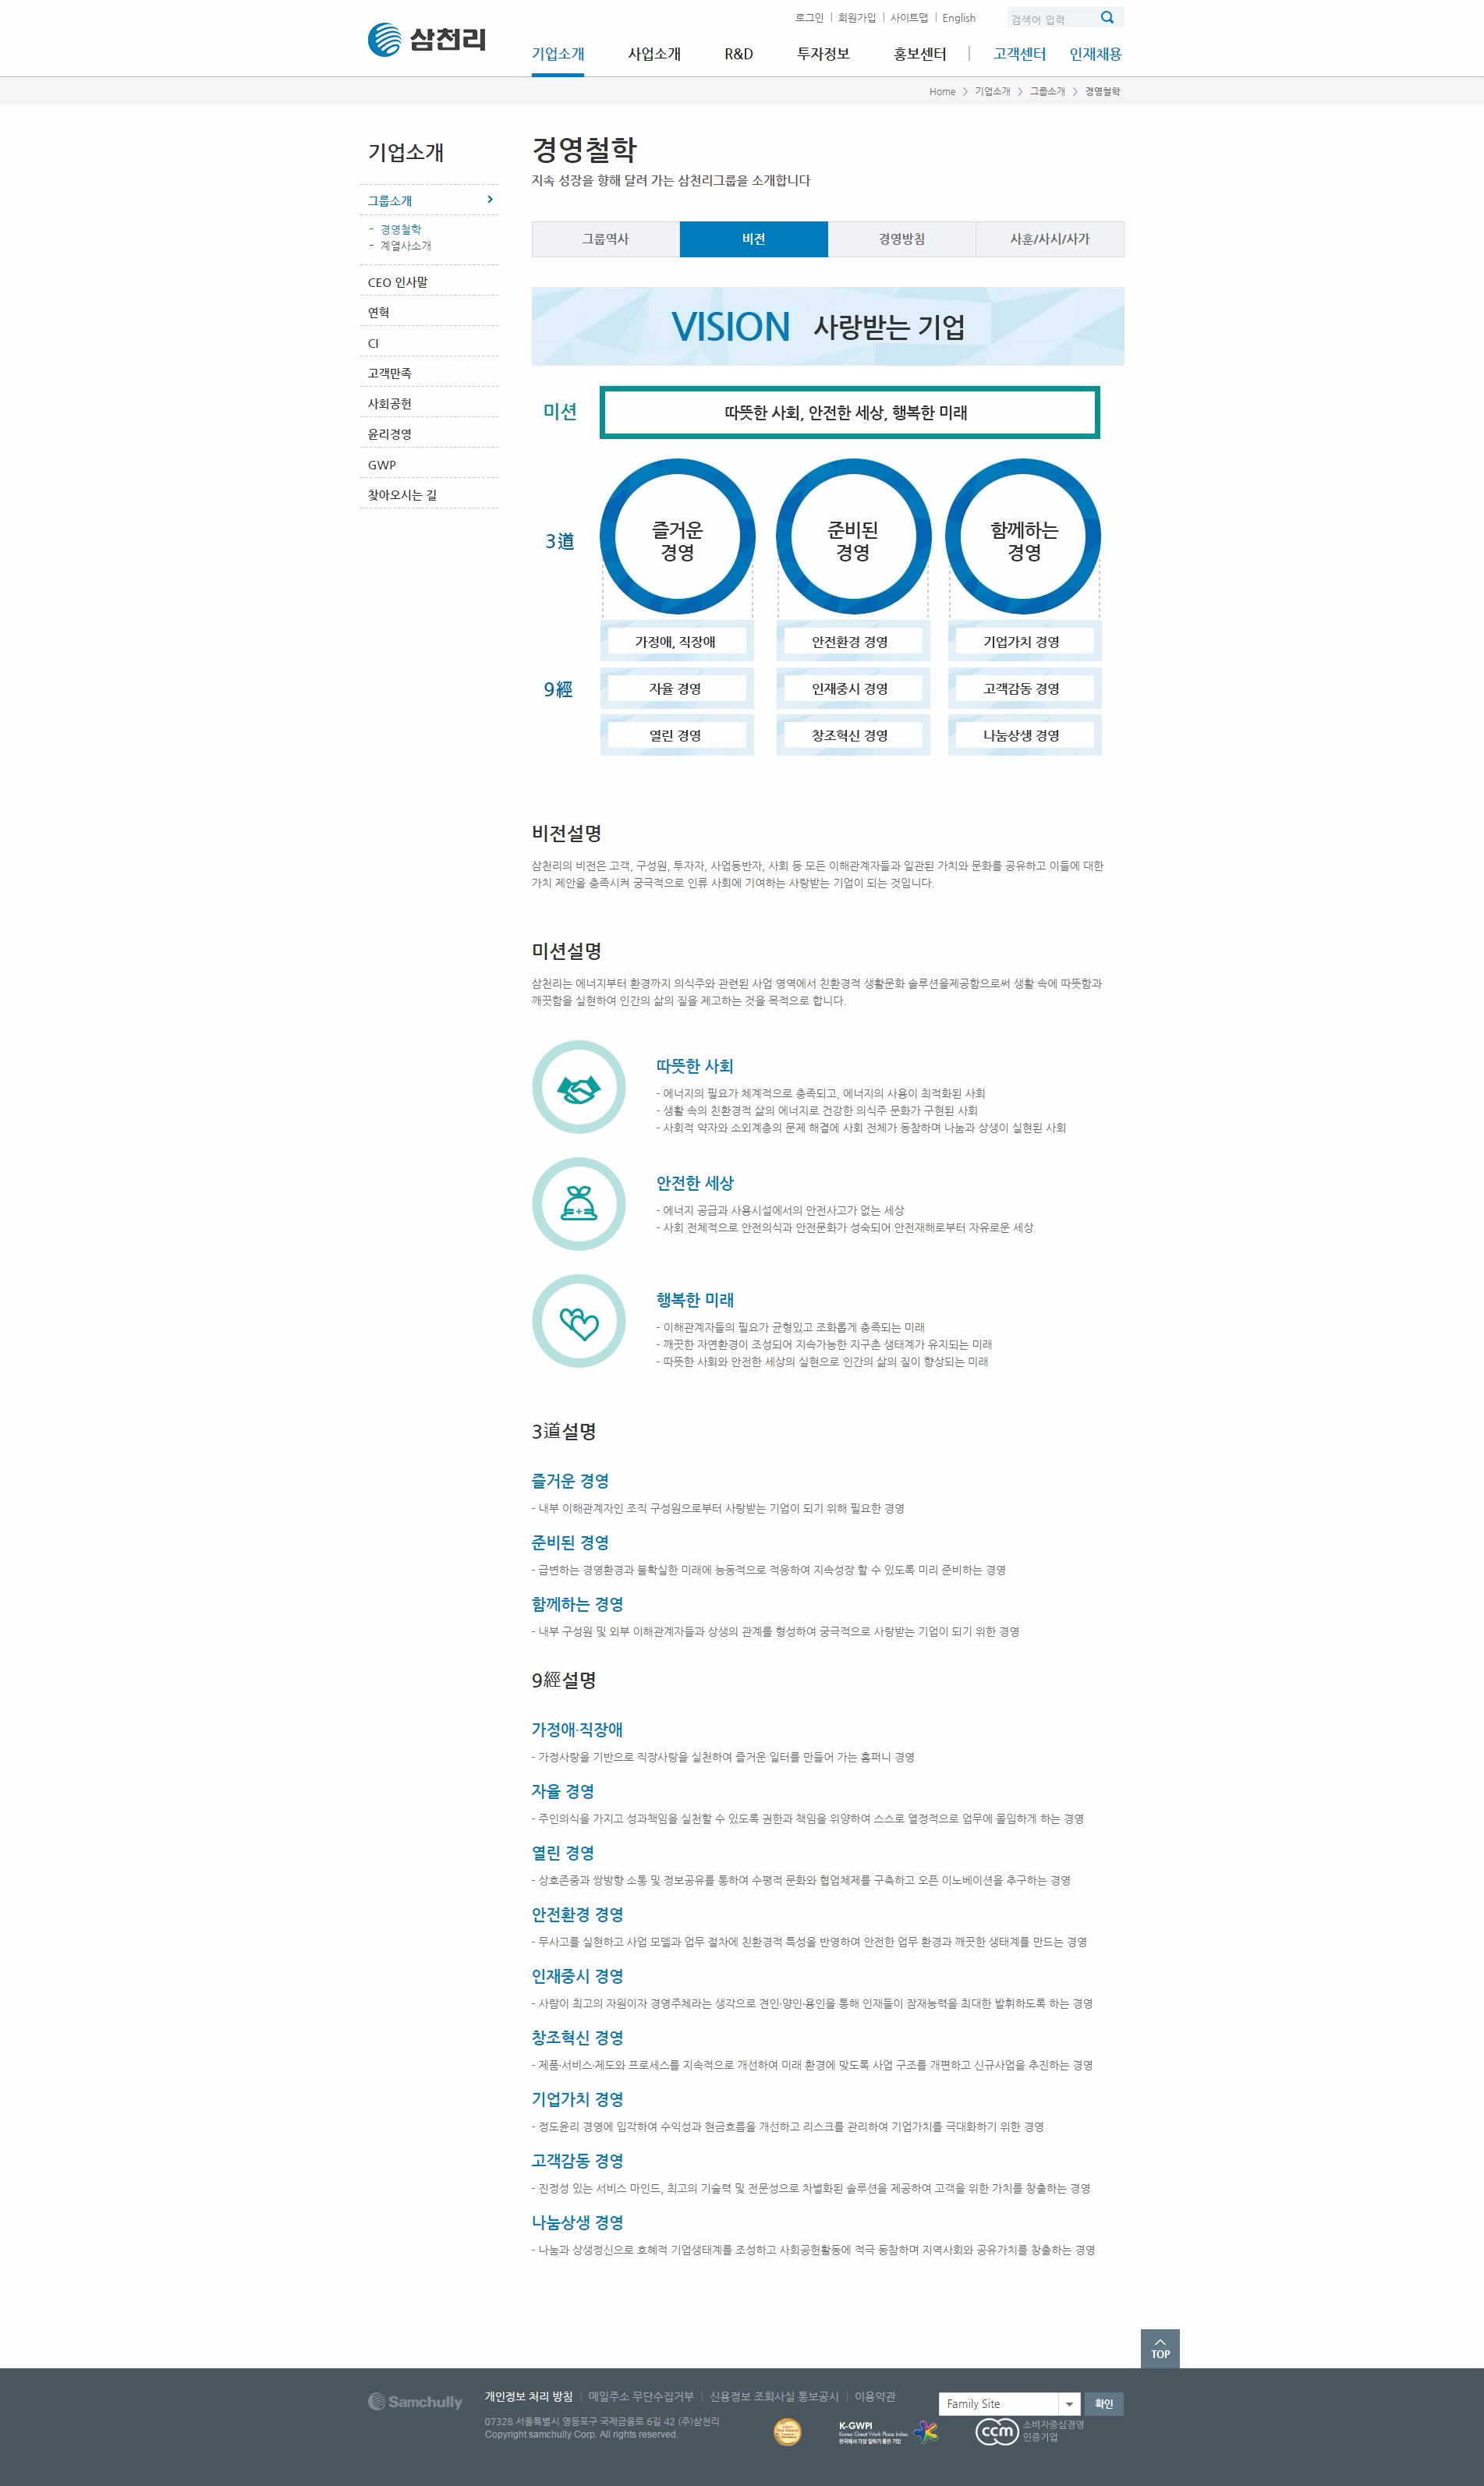 로그인 | 회원가입 | 사이트맵 | English
검색어 입력
삼천리
기업소개 사업소개 R&D 투자정보 홍보센터 | 고객센터 인재채용
Home > 기업소개 > 그룹소개 > 경영철학
기업소개
그룹소개
- 경영철학
- 계열사소개
CEO 인사말
연혁
CI
고객만족
사회공헌
윤리경영
GWP
찾아오시는 길
경영철학
지속 성장을 향해 달려 가는 삼천리그룹을 소개합니다
그룹역사 비전 경영방침 사훈/사시/사가
VISION 사랑받는 기업
미션
따뜻한 사회, 안전한 세상, 행복한 미래
3道
즐거운
경영
준비된
경영
함께하는
경영
9經
가정애, 직장애 안전환경 경영 기업가치 경영
자율 경영 인재중시 경영 고객감동 경영
열린 경영 창조혁신 경영 나눔상생 경영
비전설명
삼천리의 비전은 고객, 구성원, 투자자, 사업동반자, 사회 등 모든 이해관계자들과 일관된 가치와 문화를 공유하고 이들에 대한
가치 제안을 충족시켜 궁극적으로 인류 사회에 기여하는 사랑받는 기업이 되는 것입니다.
미션설명
삼천리는 에너지부터 환경까지 의식주와 관련된 사업 영역에서 친환경적 생활문화 솔루션을제공함으로써 생활 속에 따뜻함과
깨끗함을 실현하여 인간의 삶의 질을 제고하는 것을 목적으로 합니다.
따뜻한 사회
- 에너지의 필요가 체계적으로 충족되고, 에너지의 사용이 최적화된 사회
- 생활 속의 친환경적 삶의 에너지로 건강한 의식주 문화가 구현된 사회
- 사회적 약자와 소외계층의 문제 해결에 사회 전체가 동참하며 나눔과 상생이 실현된 사회
안전한 세상
- 에너지 공급과 사용시설에서의 안전사고가 없는 세상
- 사회 전체적으로 안전의식과 안전문화가 성숙되어 안전재해로부터 자유로운 세상
행복한 미래
- 이해관계자들의 필요가 균형있고 조화롭게 충족되는 미래
- 깨끗한 자연환경이 조성되어 지속가능한 지구촌 생태계가 유지되는 미래
- 따뜻한 사회와 안전한 세상의 실현으로 인간의 삶의 질이 향상되는 미래
3道설명
즐거운 경영
- 내부 이해관계자인 조직 구성원으로부터 사랑받는 기업이 되기 위해 필요한 경영
준비된 경영
- 급변하는 경영환경과 불확실한 미래에 능동적으로 적응하여 지속성장 할 수 있도록 미리 준비하는 경영
함께하는 경영
- 내부 구성원 및 외부 이해관계자들과 상생의 관계를 형성하여 궁극적으로 사랑받는 기업이 되기 위한 경영
9經설명
가정애·직장애
- 가정사랑을 기반으로 직장사랑을 실천하여 즐거운 일터를 만들어 가는 홈퍼니 경영
자율 경영
- 주인의식을 가지고 성과책임을 실천할 수 있도록 권한과 책임을 위양하여 스스로 열정적으로 업무에 몰입하게 하는 경영
열린 경영
- 상호존중과 쌍방향 소통 및 정보공유를 통하여 수평적 문화와 협업체제를 구축하고 오픈 이노베이션을 추구하는 경영
안전환경 경영
- 무사고를 실현하고 사업 모델과 업무 절차에 친환경적 특성을 반영하여 안전한 업무 환경과 깨끗한 생태계를 만드는 경영
인재중시 경영
- 사람이 최고의 자원이자 경영주체라는 생각으로 견인·양인·용인을 통해 인재들이 잠재능력을 최대한 발휘하도록 하는 경영
창조혁신 경영
- 제품·서비스·제도와 프로세스를 지속적으로 개선하여 미래 환경에 맞도록 사업 구조를 개편하고 신규사업을 추진하는 경영
기업가치 경영
- 정도윤리 경영에 입각하여 수익성과 현금흐름을 개선하고 리스크를 관리하여 기업가치를 극대화하기 위한 경영
고객감동 경영
- 진정성 있는 서비스 마인드, 최고의 기술력 및 전문성으로 차별화된 솔루션을 제공하여 고객을 위한 가치를 창출하는 경영
나눔상생 경영
- 나눔과 상생정신으로 호혜적 기업생태계를 조성하고 사회공헌활동에 적극 동참하며 지역사회와 공유가치를 창출하는 경영
TOP
Samchully
개인정보 처리 방침 | 메일주소 무단수집거부 | 신용정보 조회사실 통보공시 | 이용약관
Family Site 확인
07328 서울특별시 영등포구 국제금융로 6길 42 (주)삼천리
Copyright samchully Corp. All rights reserved.
K-GWPI
Korea Great Work Place Index
한국에서 가장 일하기 좋은 기업
ccm
소비자중심경영
인증기업